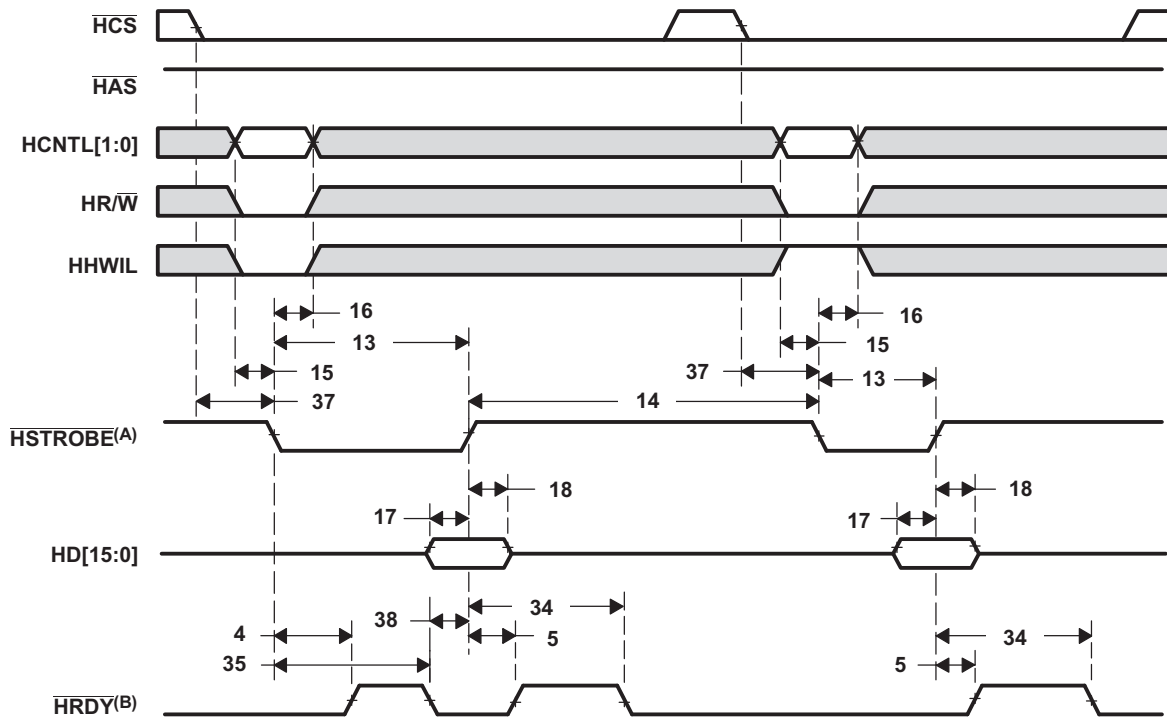 HCS
HAS
HCNTL[1:0]
HR/W
HHWIL
16
16
13
15
15
37
13
37
14
HSTROBE(A)
18
18
17
17
HD[15:0]
34
38
4
5
34
35
5
HRDY(B)